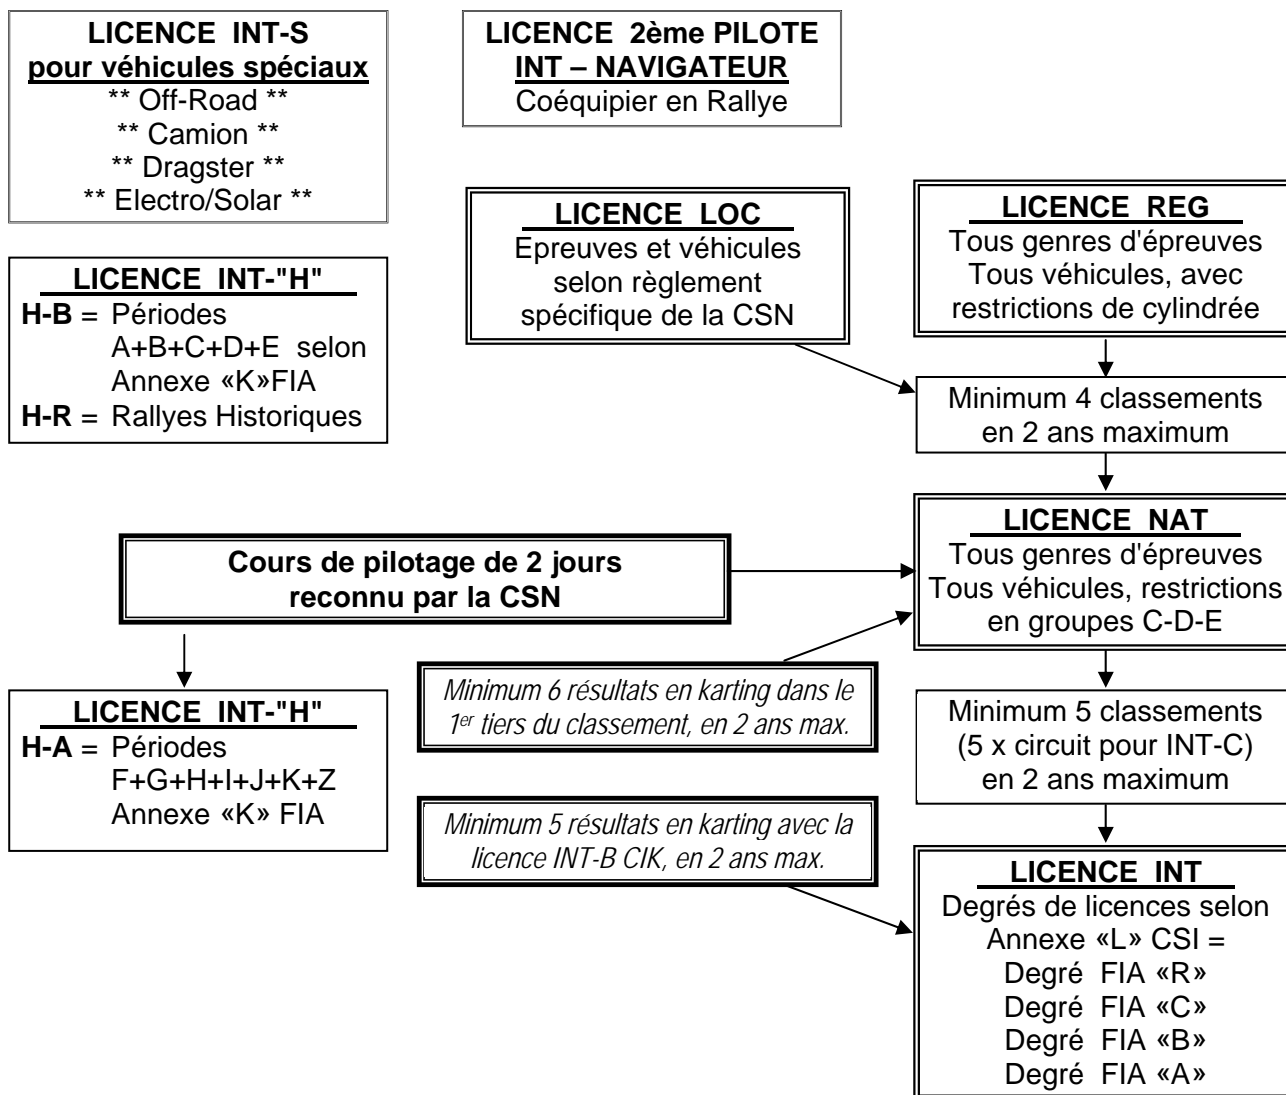 LICENCE INT-S
pour véhicules spéciaux
** Off-Road **
** Camion **
** Dragster **
** Electro/Solar **
LICENCE 2ème PILOTE
INT – NAVIGATEUR
Coéquipier en Rallye
LICENCE LOC
Epreuves et véhicules
selon règlement
spécifique de la CSN
LICENCE REG
Tous genres d'épreuves
Tous véhicules, avec
restrictions de cylindrée
LICENCE INT-"H"
H-B = Périodes
A+B+C+D+E selon
Annexe «K»FIA
H-R = Rallyes Historiques
Minimum 4 classements
en 2 ans maximum
LICENCE NAT
Tous genres d'épreuves
Tous véhicules, restrictions
en groupes C-D-E
Cours de pilotage de 2 jours
reconnu par la CSN
Minimum 6 résultats en karting dans le
1er tiers du classement, en 2 ans max.
LICENCE INT-"H"
H-A = Périodes
F+G+H+I+J+K+Z
Annexe «K» FIA
Minimum 5 classements
(5 x circuit pour INT-C)
en 2 ans maximum
Minimum 5 résultats en karting avec la
licence INT-B CIK, en 2 ans max.
LICENCE INT
Degrés de licences selon
Annexe «L» CSI =
Degré FIA «R»
Degré FIA «C»
Degré FIA «B»
Degré FIA «A»